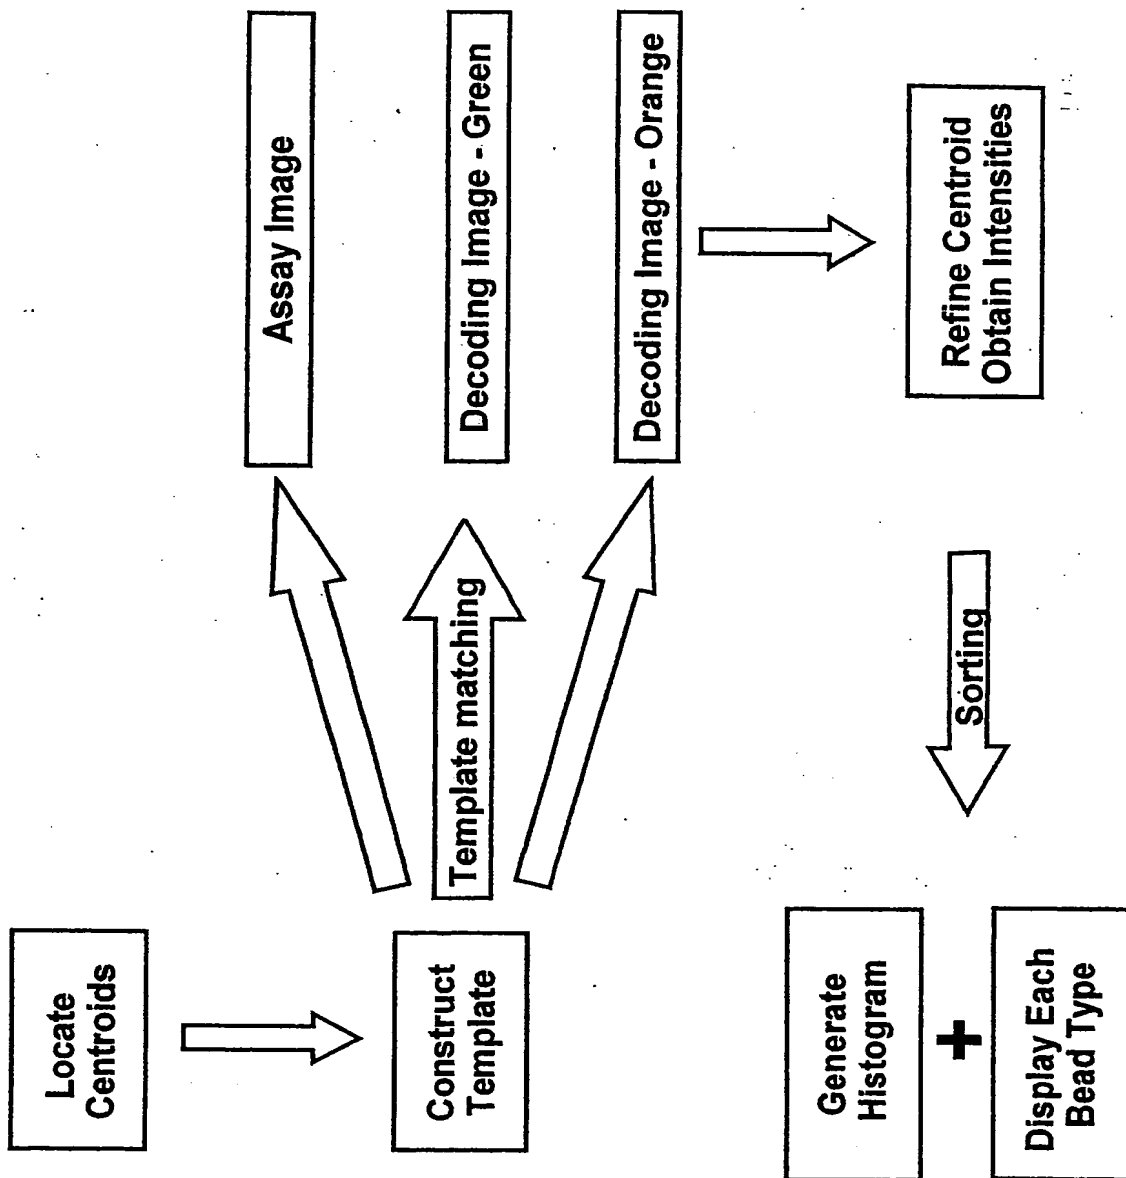 Locate
Centroids
Construct
Template
Template matching
Assay Image
Decoding Image - Green
Decoding Image - Orange
Refine Centroid
Obtain Intensities
Sorting
Generate
Histogram
+
Display Each
Bead Type